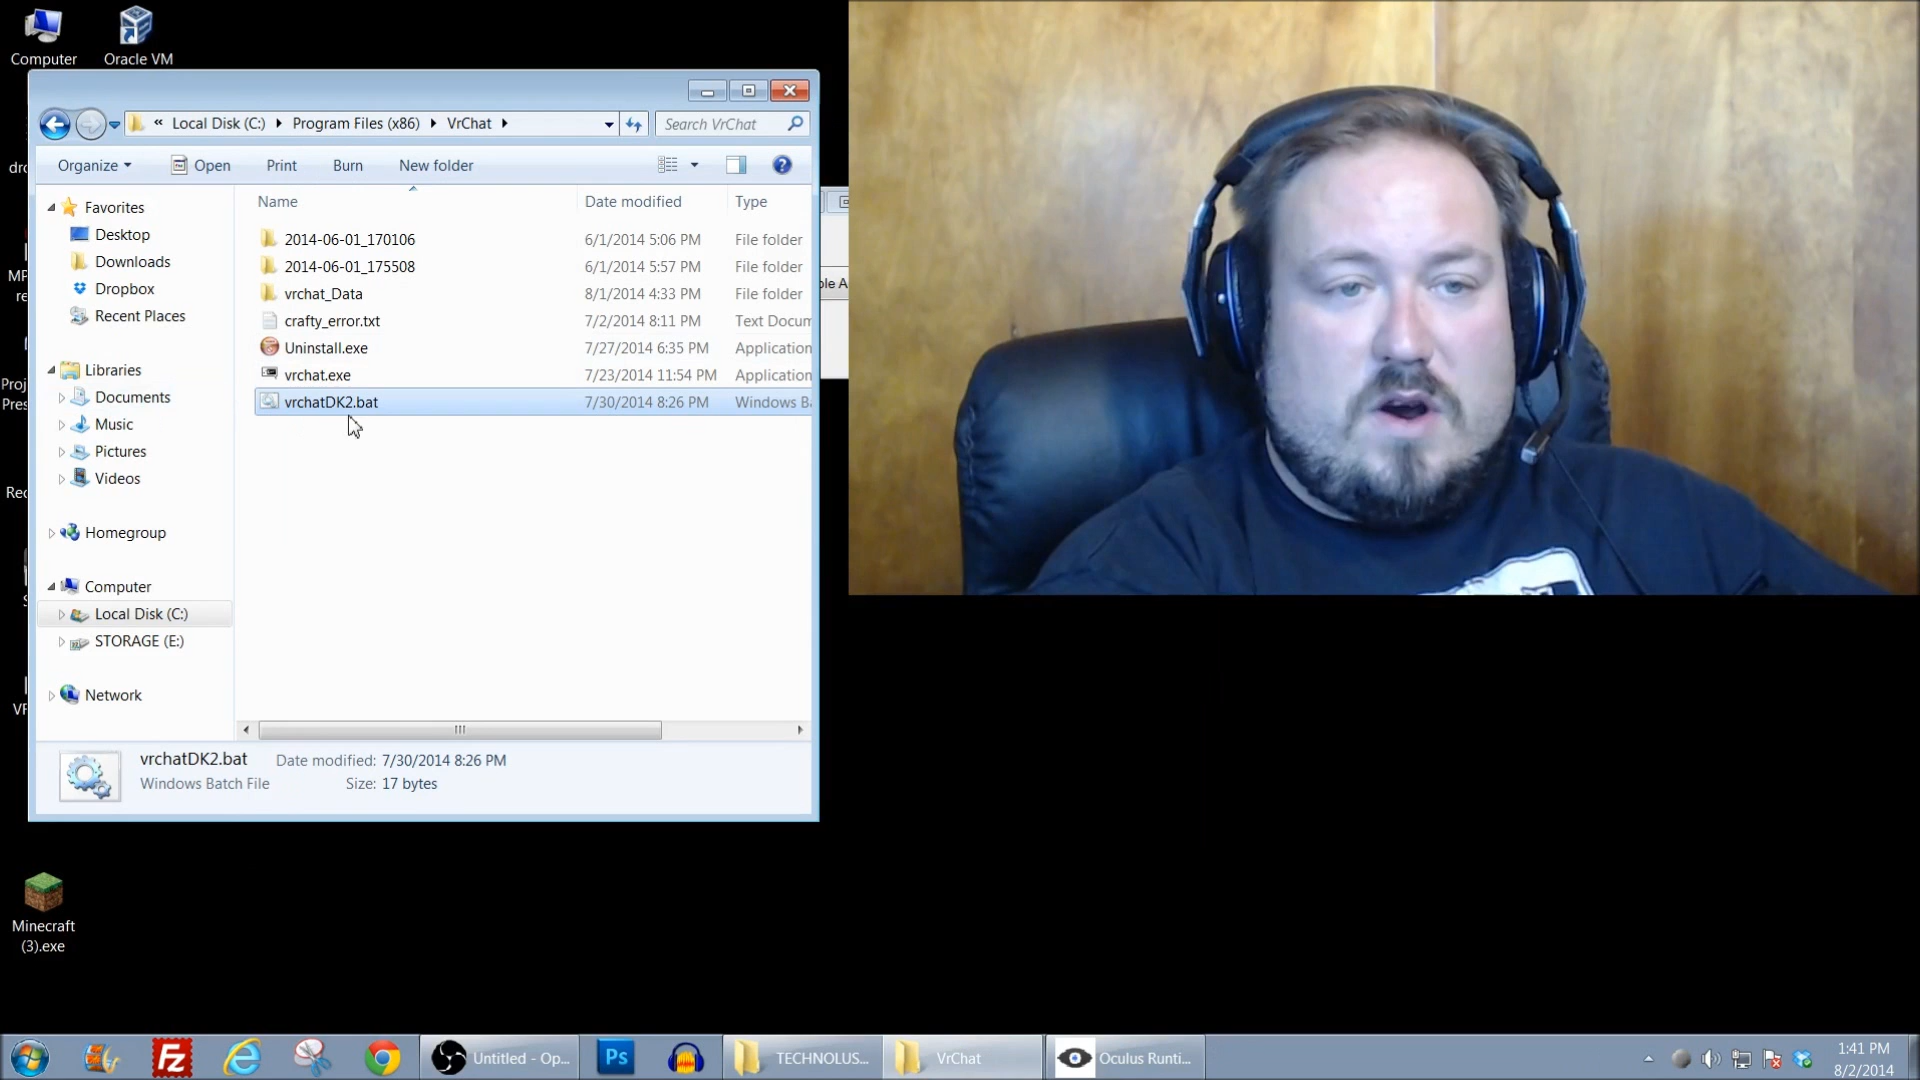 Computer
Oracle VM
« Local Disk (C:) Program Files (x86) VrChat
Search VrChat
Organize Open Print Burn New folder
Name Date modified Type
2014-06-01_170106 6/1/2014 5:06 PM File folder
2014-06-01_175508 6/1/2014 5:57 PM File folder
vrchat_Data 8/1/2014 4:33 PM File folder
crafty_error.txt 7/2/2014 8:11 PM Text Docum
Uninstall.exe 7/27/2014 6:35 PM Application
vrchat.exe 7/23/2014 11:54 PM Application
vrchatDK2.bat 7/30/2014 8:26 PM Windows Ba
Favorites
Desktop
Downloads
Dropbox
Recent Places
Libraries
Documents
Music
Pictures
Videos
Homegroup
Computer
Local Disk (C:)
STORAGE (E:)
Network
vrchatDK2.bat Date modified: 7/30/2014 8:26 PM
Windows Batch File Size: 17 bytes
Minecraft
(3).exe
Fz
Untitled - Op...
Ps
TECHNOLUS...
VrChat
Oculus Runti...
1:41 PM
8/2/2014